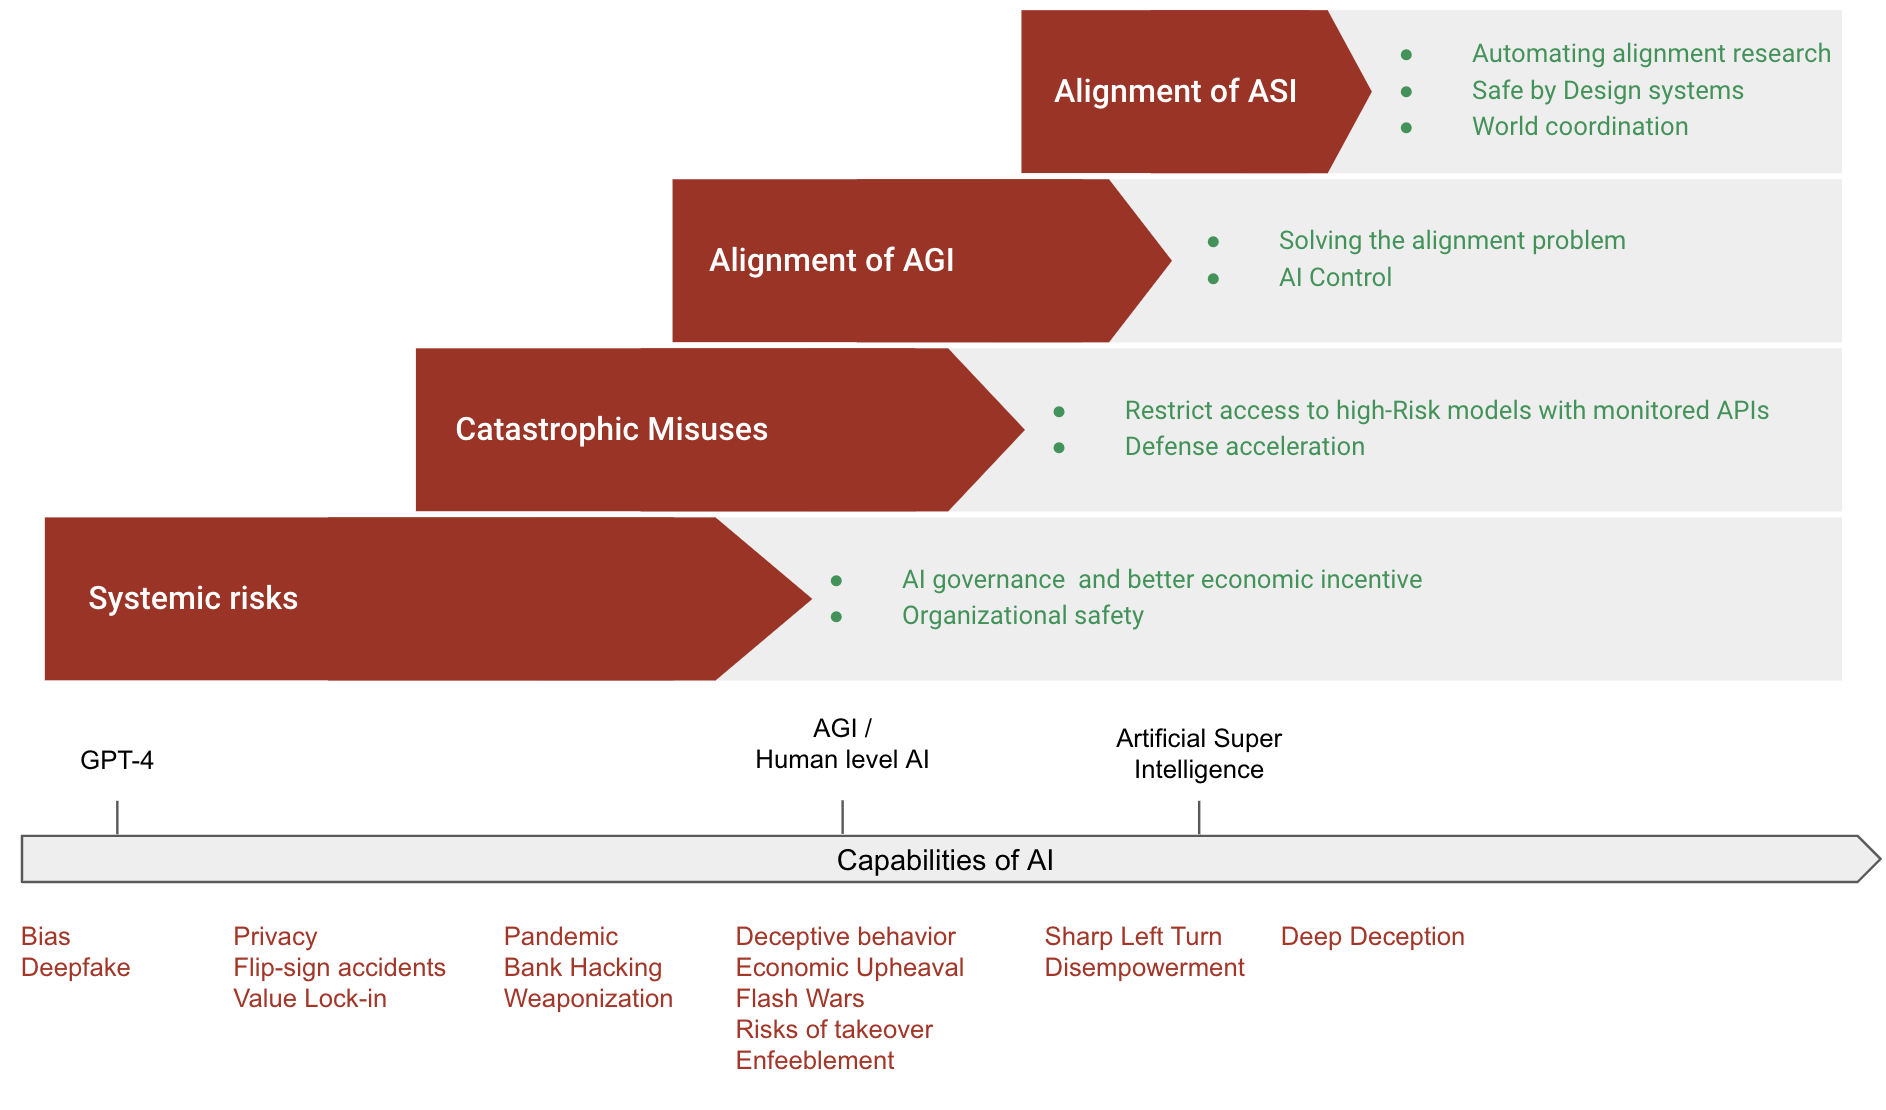 Alignment of ASI
● Automating alignment research
● Safe by Design systems
● World coordination
Alignment of AGI
● Solving the alignment problem
● AI Control
Catastrophic Misuses
● Restrict access to high-Risk models with monitored APIs
● Defense acceleration
Systemic risks
● AI governance  and better economic incentive
● Organizational safety
GPT-4
AGI /
Human level AI
Artificial Super
Intelligence
Capabilities of AI
Bias
Deepfake
Privacy
Flip-sign accidents
Value Lock-in
Pandemic
Bank Hacking
Weaponization
Deceptive behavior
Economic Upheaval
Flash Wars
Risks of takeover
Enfeeblement
Sharp Left Turn
Disempowerment
Deep Deception